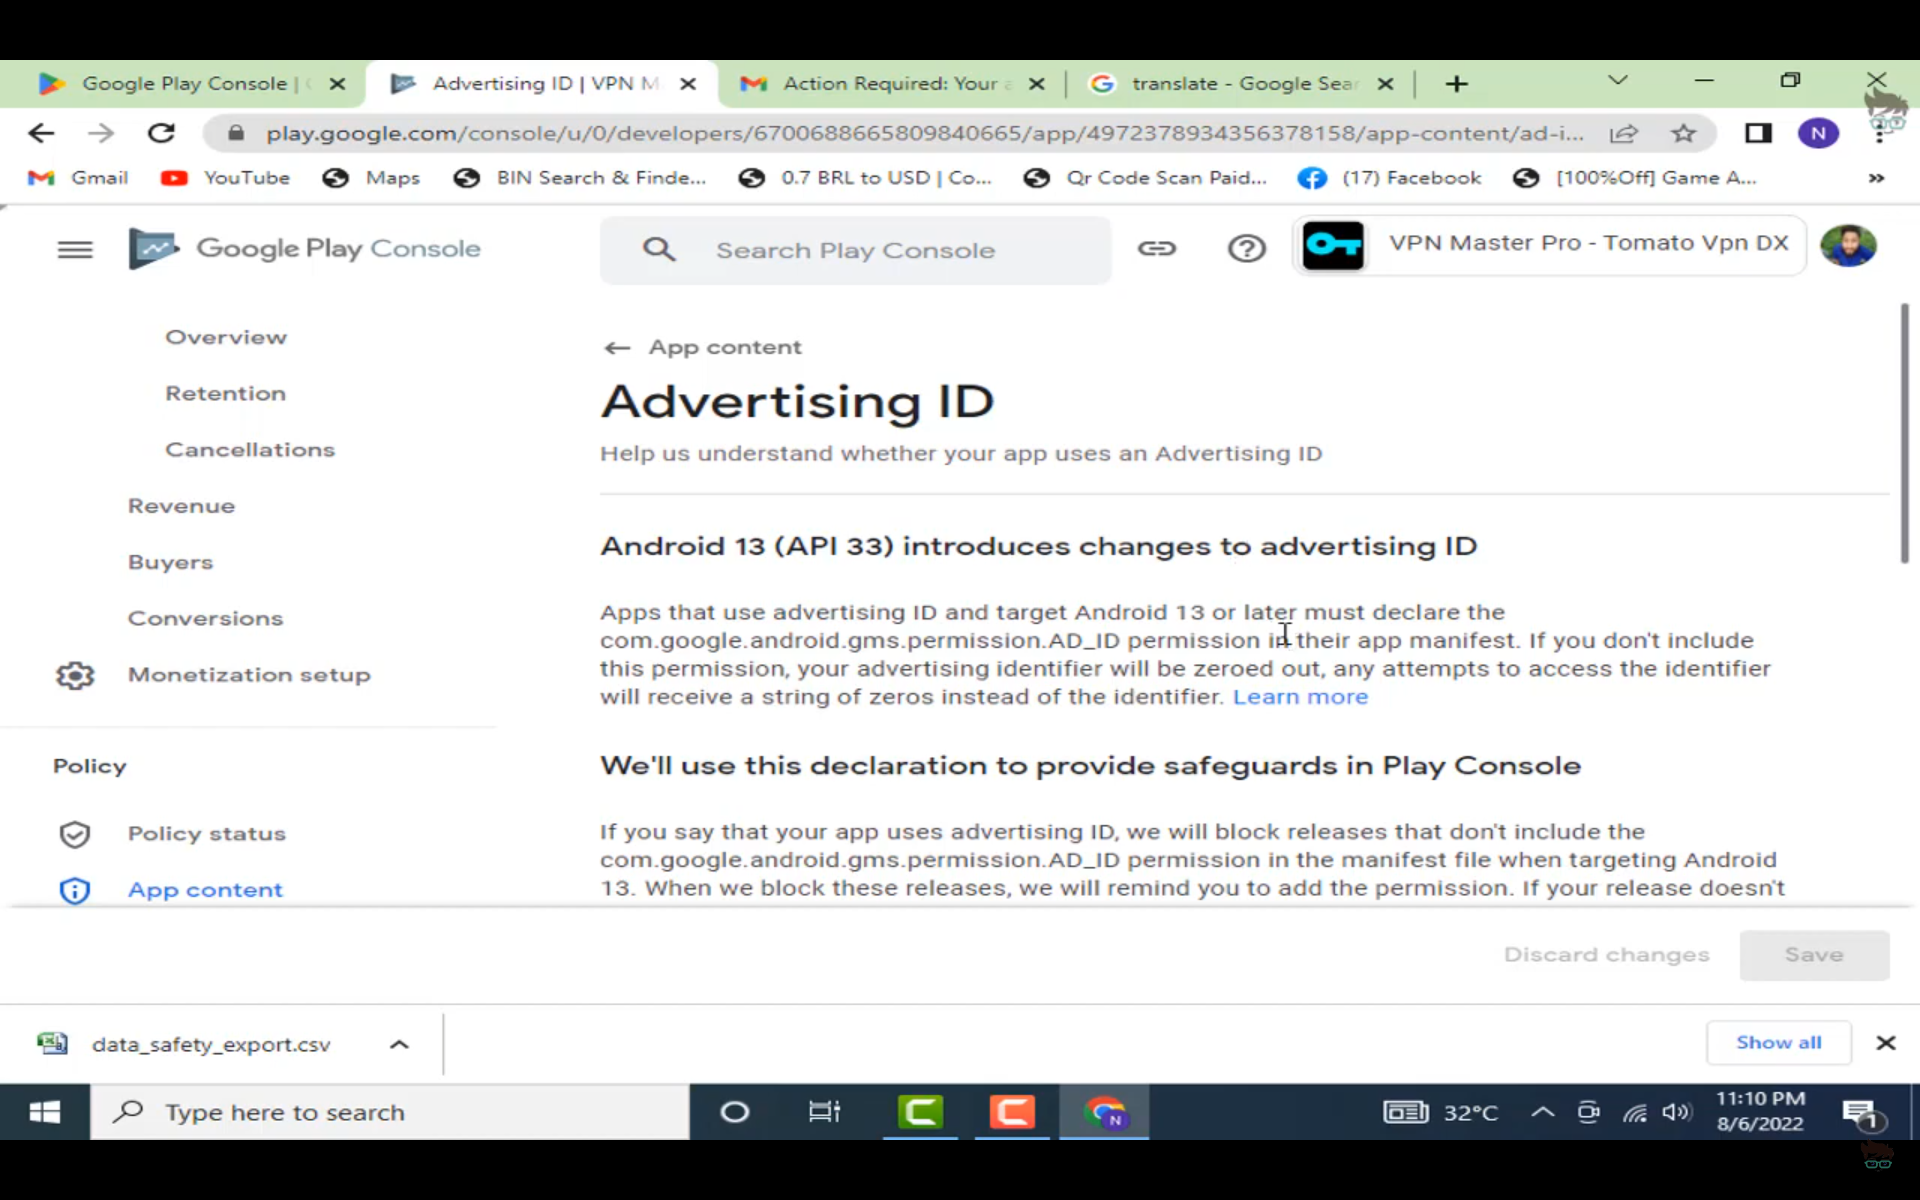 Google Play Console |
Advertising ID | VPN M
Action Required: Your a
translate - Google Sear
play.google.com/console/u/0/developers/6700688665809840665/app/4972378934356378158/app-content/ad-i...
N
Gmail
YouTube
Maps
BIN Search & Finde...
0.7 BRL to USD | Co...
Qr Code Scan Paid...
(17) Facebook
[100%Off] Game A...
»
Google Play Console
Search Play Console
VPN Master Pro - Tomato Vpn DX
Overview
Retention
Cancellations
Revenue
Buyers
Conversions
Monetization setup
Policy
Policy status
App content
App content
Advertising ID
Help us understand whether your app uses an Advertising ID
Android 13 (API 33) introduces changes to advertising ID
Apps that use advertising ID and target Android 13 or later must declare the
com.google.android.gms.permission.AD_ID permission in their app manifest. If you don't include
this permission, your advertising identifier will be zeroed out, any attempts to access the identifier
will receive a string of zeros instead of the identifier. Learn more
We'll use this declaration to provide safeguards in Play Console
If you say that your app uses advertising ID, we will block releases that don't include the
com.google.android.gms.permission.AD_ID permission in the manifest file when targeting Android
13. When we block these releases, we will remind you to add the permission. If your release doesn't
Discard changes
Save
data_safety_export.csv
Show all
Type here to search
N
32°C
11:10 PM
8/6/2022
1